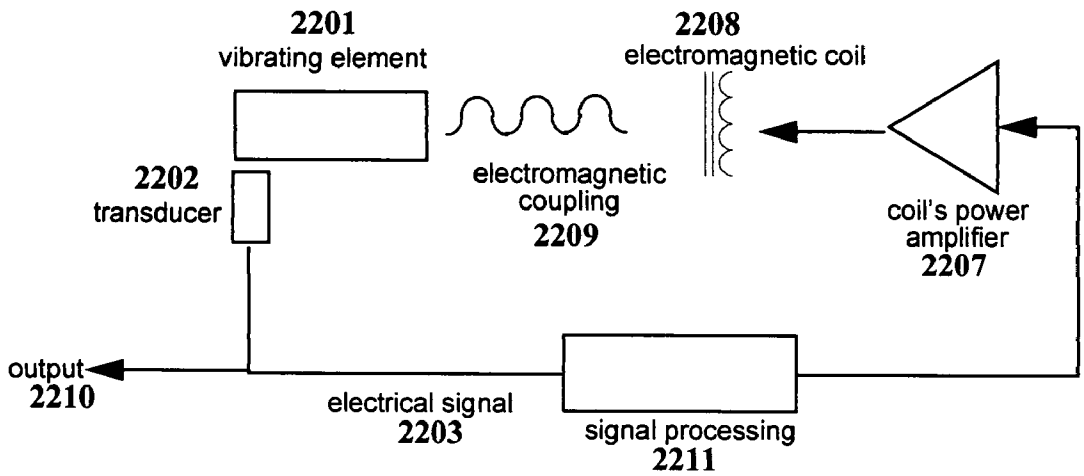 2201
vibrating element
2208
electromagnetic coil
2202
transducer
electromagnetic
coupling
2209
coil's power
amplifier
2207
output
2210
electrical signal
2203
signal processing
2211